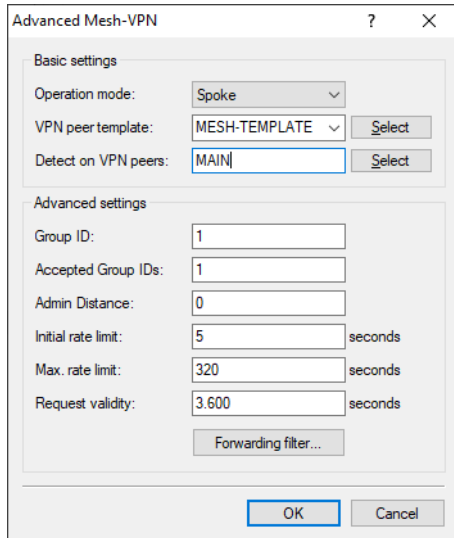 Advanced Mesh-VPN ? ×
Basic settings
Operation mode: Spoke
VPN peer template: MESH-TEMPLATE Select
Detect on VPN peers: MAIN Select
Advanced settings
Group ID: 1
Accepted Group IDs: 1
Admin Distance: 0
Initial rate limit: 5 seconds
Max. rate limit: 320 seconds
Request validity: 3.600 seconds
Forwarding filter...
OK Cancel